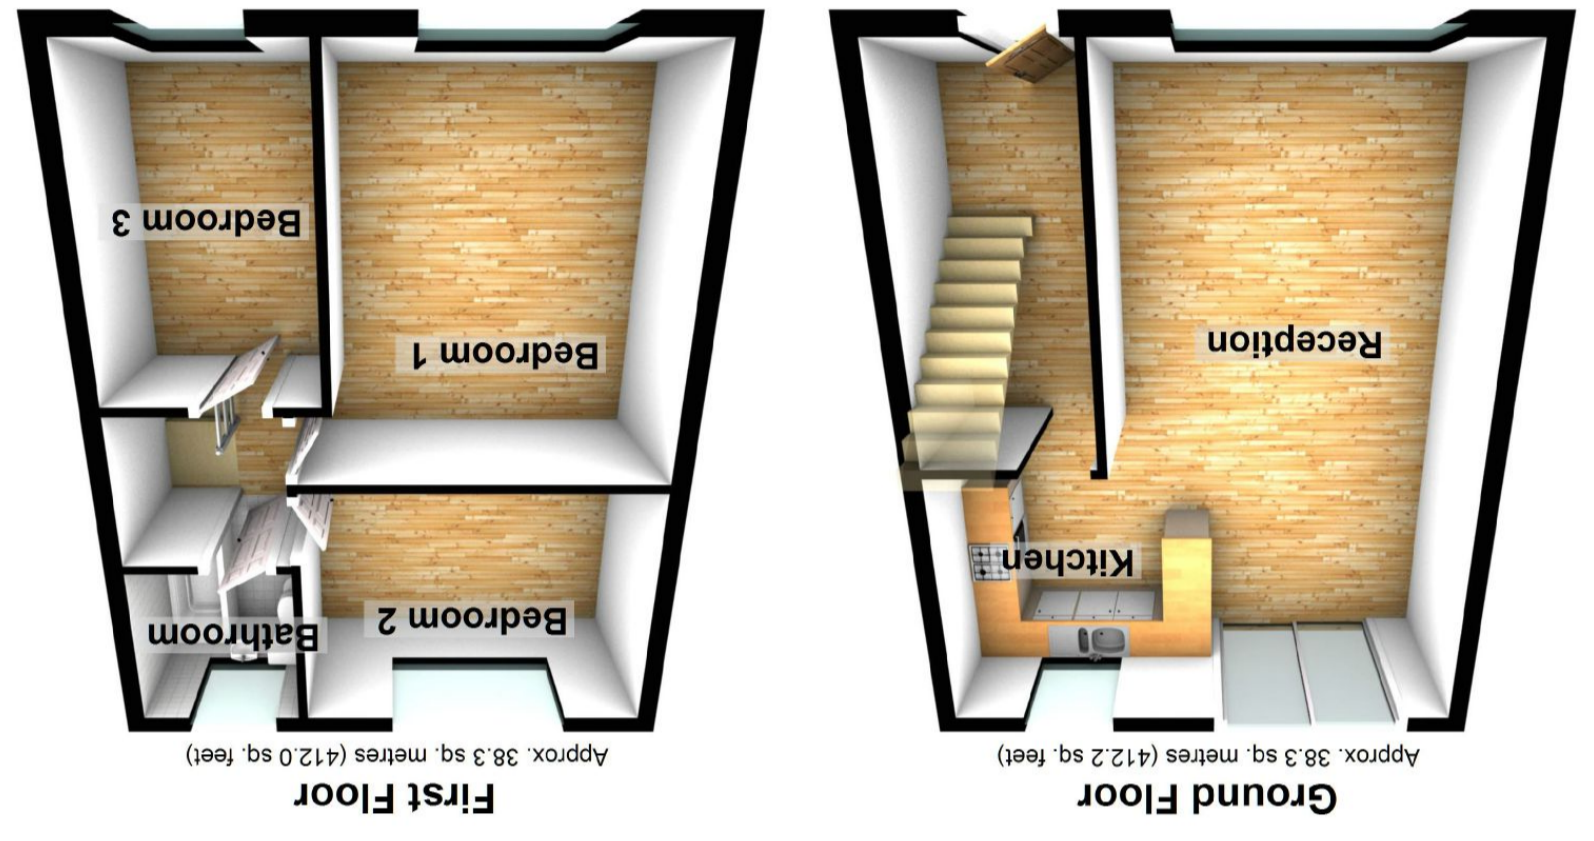 Ground Floor
Approx. 38.3 sq. metres (412.2 sq. feet)
Kitchen
Reception
First Floor
Approx. 38.3 sq. metres (412.0 sq. feet)
Bathroom
Bedroom 2
Bedroom 1
Bedroom 3